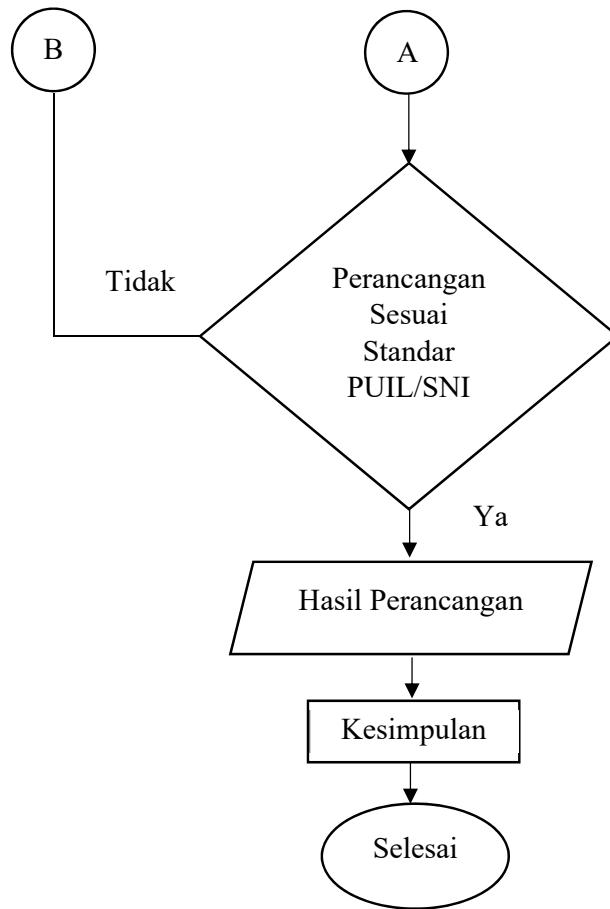 B
A
Tidak
Perancangan
Sesuai
Standar
PUIL/SNI
Ya
Hasil Perancangan
Kesimpulan
Selesai